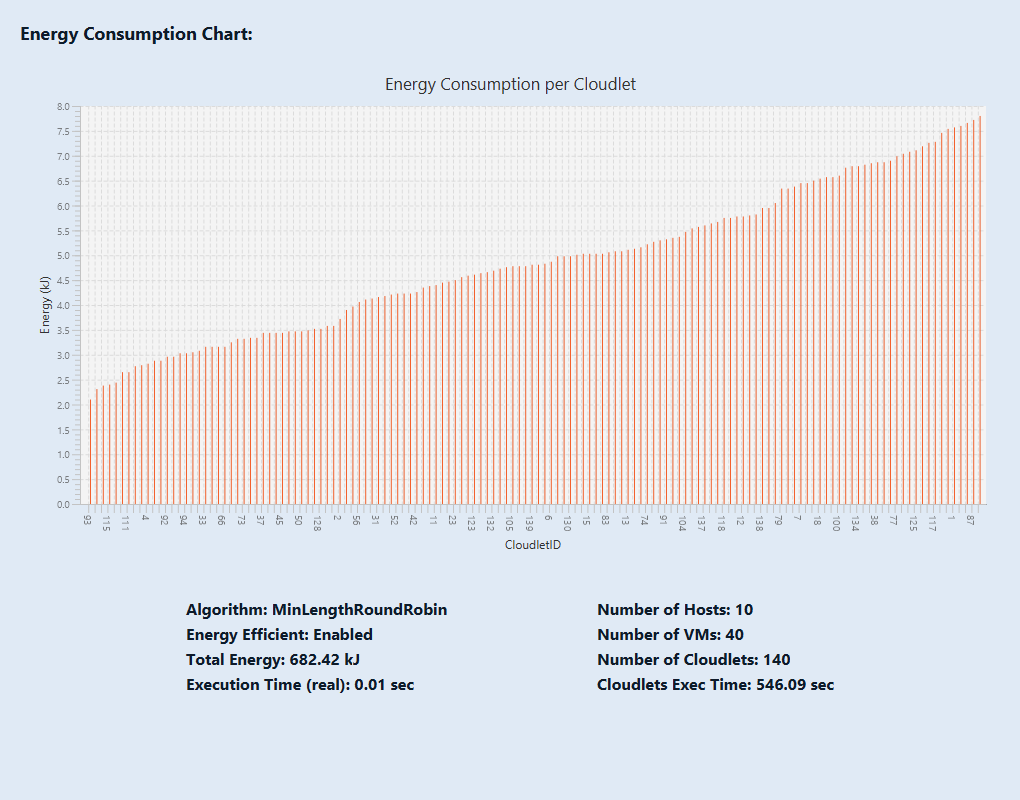 Energy Consumption Chart:
Energy Consumption per Cloudlet
8.0
7.5
7.0
6.5
6.0
5.5
5.0
4.5
4.0
3.5
3.0
2.5
2.0
1.5
1.0
0.5
0.0
Energy (kJ)
93 115 111 4 92 94 33 66 73 37 45 50 128 2 56 31 52 42 11 23 123 132 105 139 6 130 15 83 13 74 91 104 137 118 12 138 79 7 18 100 134 38 77 125 117 1 87
CloudletID
Algorithm: MinLengthRoundRobin
Energy Efficient: Enabled
Total Energy: 682.42 kJ
Execution Time (real): 0.01 sec
Number of Hosts: 10
Number of VMs: 40
Number of Cloudlets: 140
Cloudlets Exec Time: 546.09 sec